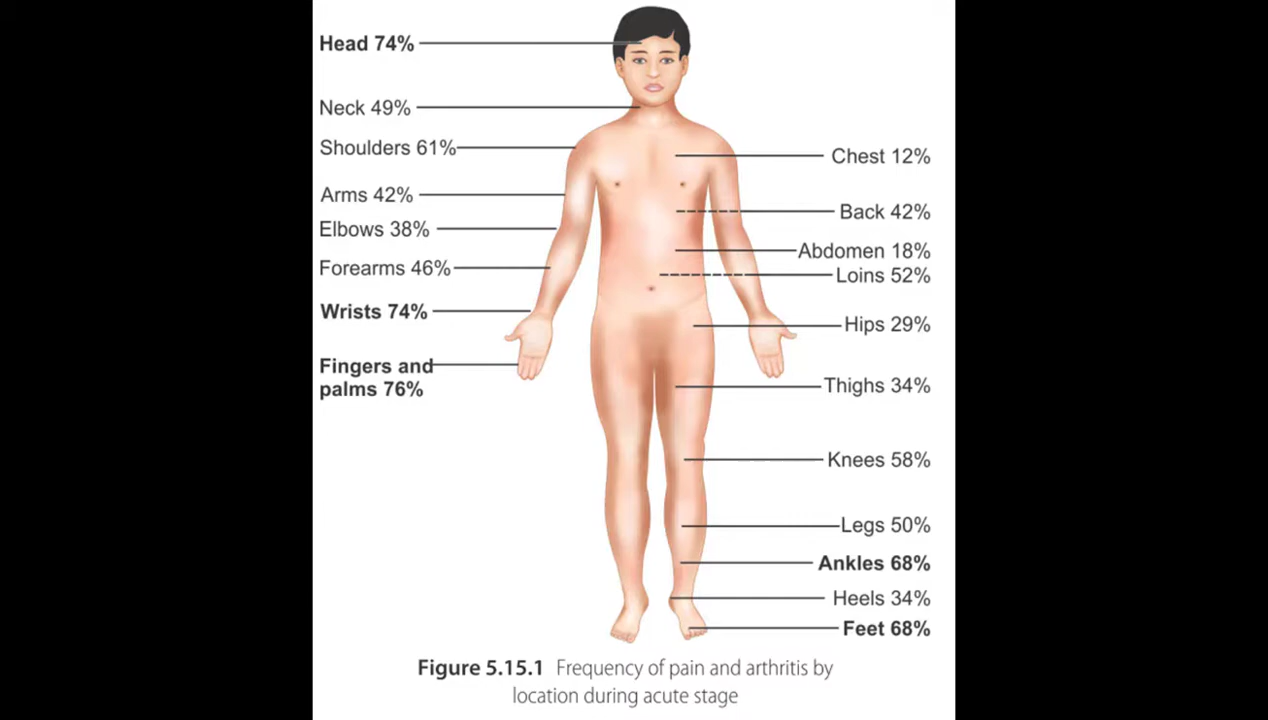 Head 74%
Neck 49%
Shoulders 61%
Arms 42%
Elbows 38%
Forearms 46%
Wrists 74%
Fingers and
palms 76%
Chest 12%
Back 42%
Abdomen 18%
Loins 52%
Hips 29%
Thighs 34%
Knees 58%
Legs 50%
Ankles 68%
Heels 34%
Feet 68%
Figure 5.15.1 Frequency of pain and arthritis by
location during acute stage